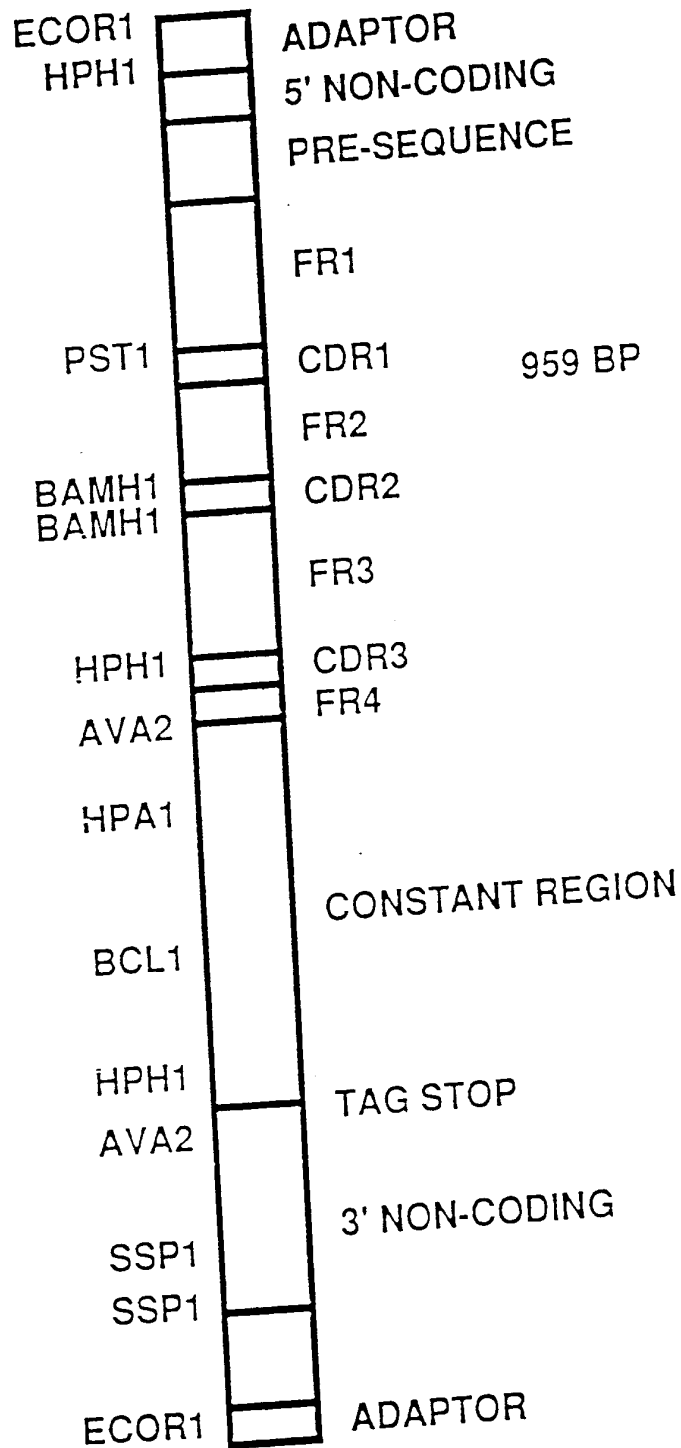 ECOR1 ADAPTOR
HPH1 5' NON-CODING
PRE-SEQUENCE
FR1
PST1 CDR1 959 BP
FR2
BAMH1 CDR2
BAMH1
FR3
HPH1 CDR3
FR4
AVA2
HPA1
CONSTANT REGION
BCL1
HPH1 TAG STOP
AVA2
3' NON-CODING
SSP1
SSP1
ECOR1 ADAPTOR